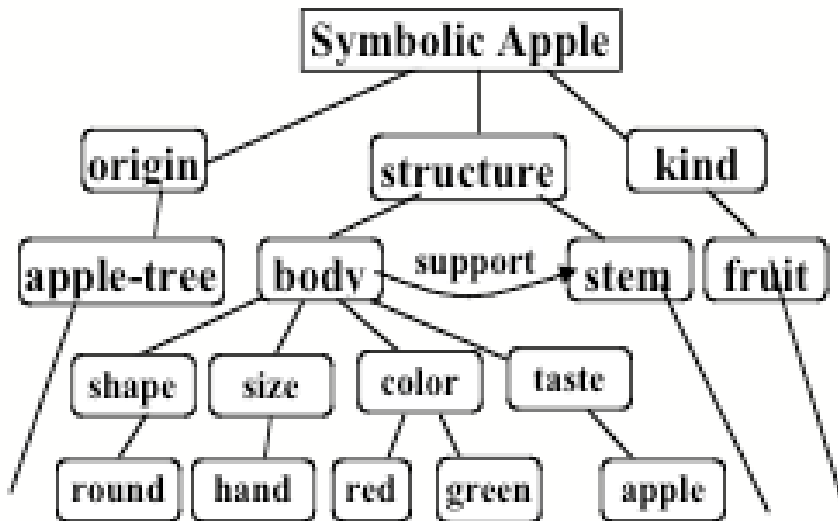 Symbolic Apple
origin
structure
kind
apple-tree
body
support
stem
fruit
shape
size
color
taste
round
hand
red
green
apple